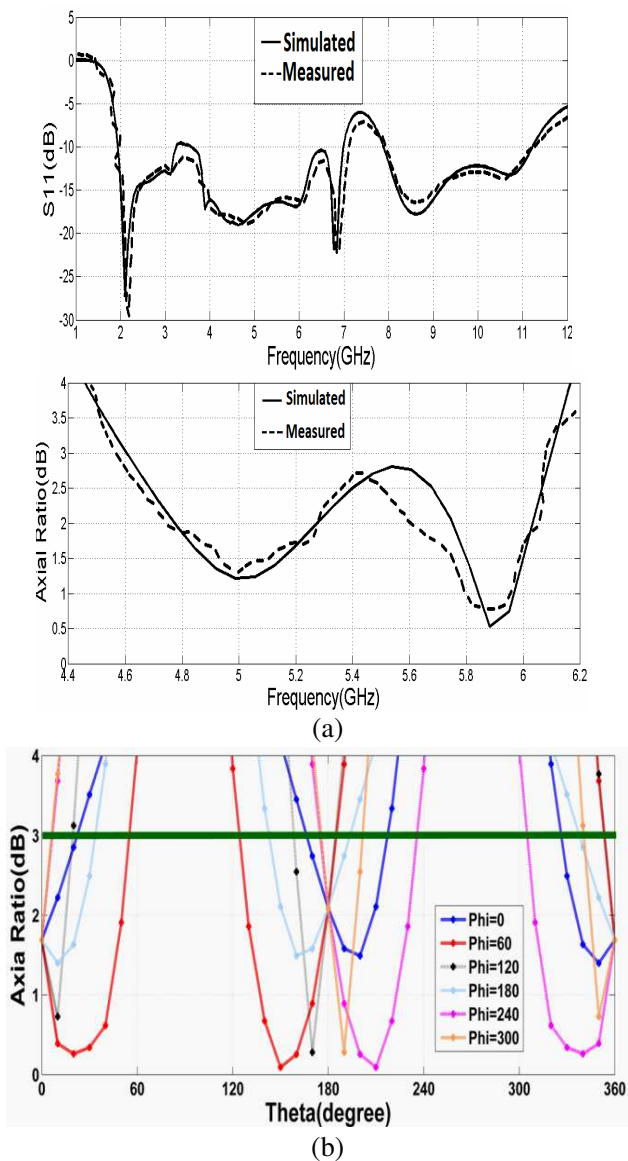 5
0
-5
-10
-15
-20
-25
-30
S11(dB)
Simulated
Measured
1 2 3 4 5 6 7 8 9 10 11 12
Frequency(GHz)
4
3.5
3
2.5
2
1.5
1
0.5
0
Axial Ratio(dB)
Simulated
Measured
4.4 4.6 4.8 5 5.2 5.4 5.6 5.8 6 6.2
Frequency(GHz)
(a)
4
3
2
1
0
Axia Ratio(dB)
Phi=0
Phi=60
Phi=120
Phi=180
Phi=240
Phi=300
0 60 120 180 240 300 360
Theta(degree)
(b)